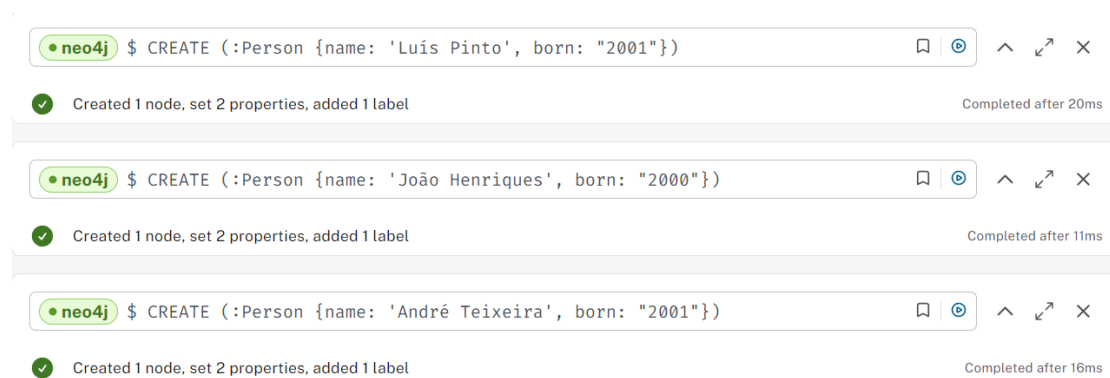 neo4j $ CREATE (:Person {name: 'Luís Pinto', born: "2001"})
Created 1 node, set 2 properties, added 1 label Completed after 20ms
neo4j $ CREATE (:Person {name: 'João Henriques', born: "2000"})
Created 1 node, set 2 properties, added 1 label Completed after 11ms
neo4j $ CREATE (:Person {name: 'André Teixeira', born: "2001"})
Created 1 node, set 2 properties, added 1 label Completed after 16ms